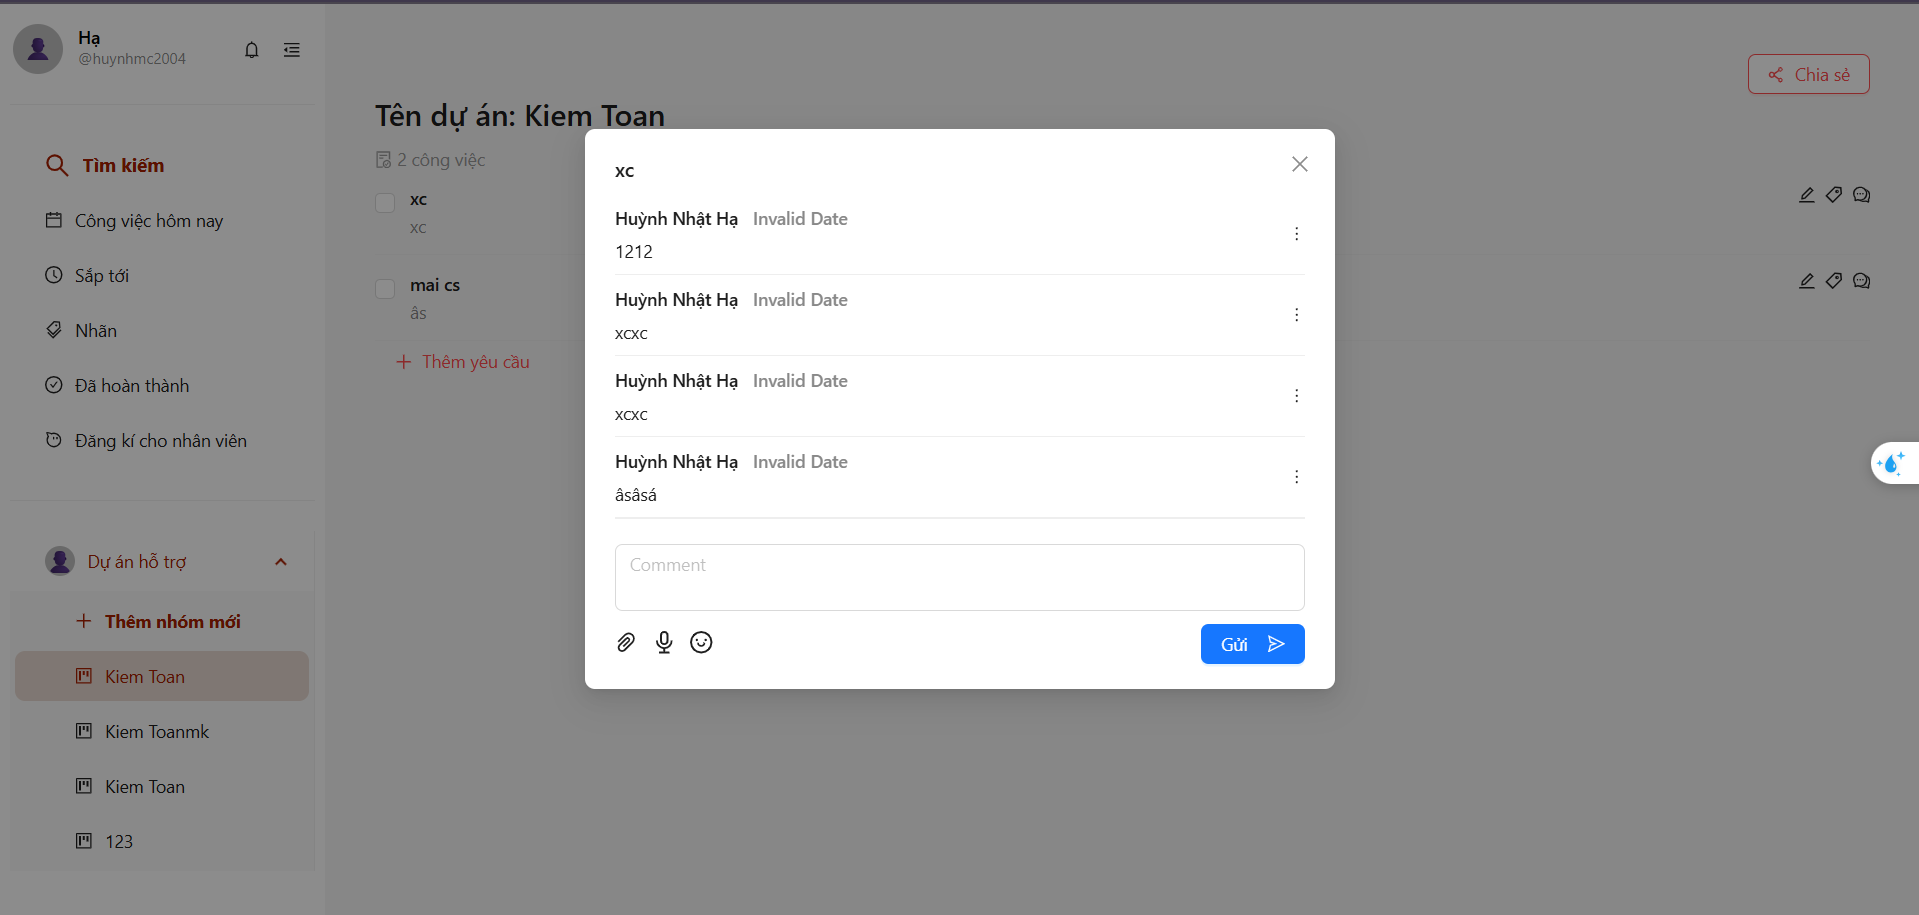 Hạ
@huynhmc2004
Tìm kiếm
Công việc hôm nay
Sắp tới
Nhãn
Đã hoàn thành
Đăng kí cho nhân viên
Dự án hỗ trợ
Thêm nhóm mới
Kiem Toan
Kiem Toanmk
Kiem Toan
123
Chia sẻ
Tên dự án: Kiem Toan
2 công việc
xc
xc
mai cs
âs
Thêm yêu cầu
xc
Huỳnh Nhật Hạ Invalid Date
1212
Huỳnh Nhật Hạ Invalid Date
xcxc
Huỳnh Nhật Hạ Invalid Date
xcxc
Huỳnh Nhật Hạ Invalid Date
âsâsá
Comment
Gửi